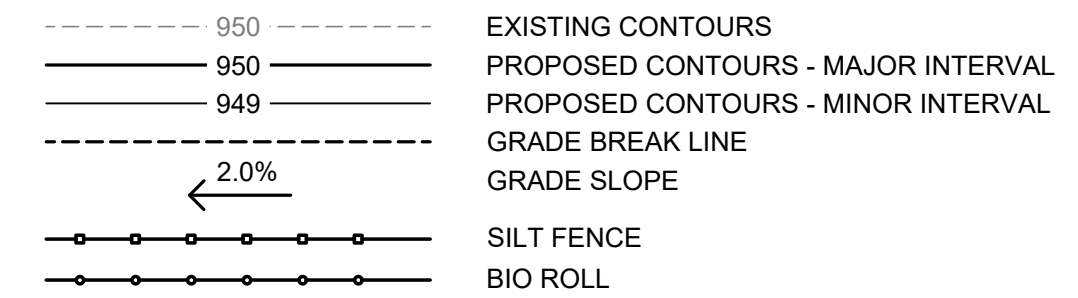 950 EXISTING CONTOURS
950 PROPOSED CONTOURS - MAJOR INTERVAL
949 PROPOSED CONTOURS - MINOR INTERVAL
GRADE BREAK LINE
2.0% GRADE SLOPE
SILT FENCE
BIO ROLL